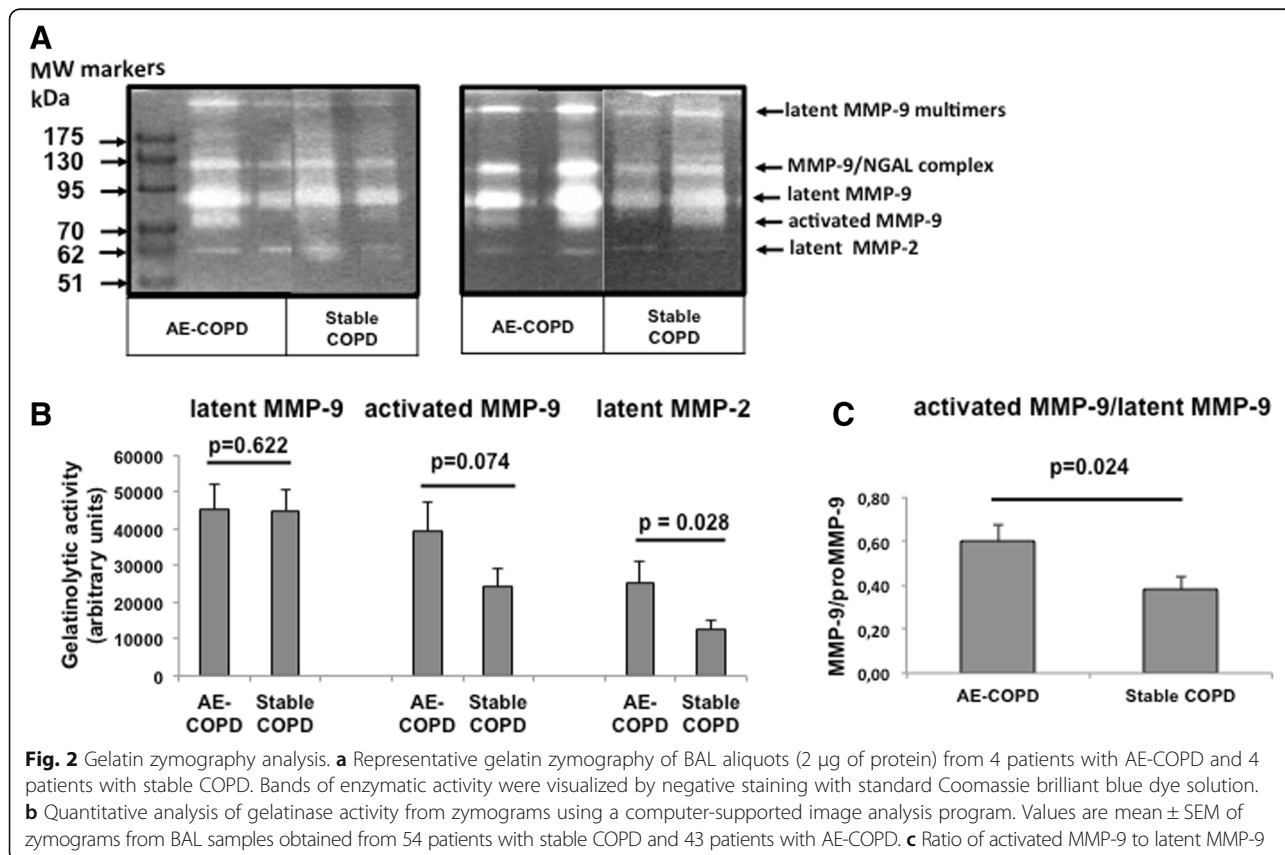 A
MW markers
kDa
175
130
95
70
62
51
latent MMP-9 multimers
MMP-9/NGAL complex
latent MMP-9
activated MMP-9
latent MMP-2
AE-COPD
Stable
COPD
AE-COPD
Stable
COPD
B
latent MMP-9
activated MMP-9
latent MMP-2
p=0.622
p=0.074
p = 0.028
Gelatinolytic activity
(arbitrary units)
60000
50000
40000
30000
20000
10000
0
AE-
COPD
Stable
COPD
AE-
COPD
Stable
COPD
AE-
COPD
Stable
COPD
C
activated MMP-9/latent MMP-9
p=0.024
MMP-9/proMMP-9
0,80
0,60
0,40
0,20
0,00
AE-COPD
Stable COPD
Fig. 2 Gelatin zymography analysis. a Representative gelatin zymography of BAL aliquots (2 μg of protein) from 4 patients with AE-COPD and 4
patients with stable COPD. Bands of enzymatic activity were visualized by negative staining with standard Coomassie brilliant blue dye solution.
b Quantitative analysis of gelatinase activity from zymograms using a computer-supported image analysis program. Values are mean ± SEM of
zymograms from BAL samples obtained from 54 patients with stable COPD and 43 patients with AE-COPD. c Ratio of activated MMP-9 to latent MMP-9